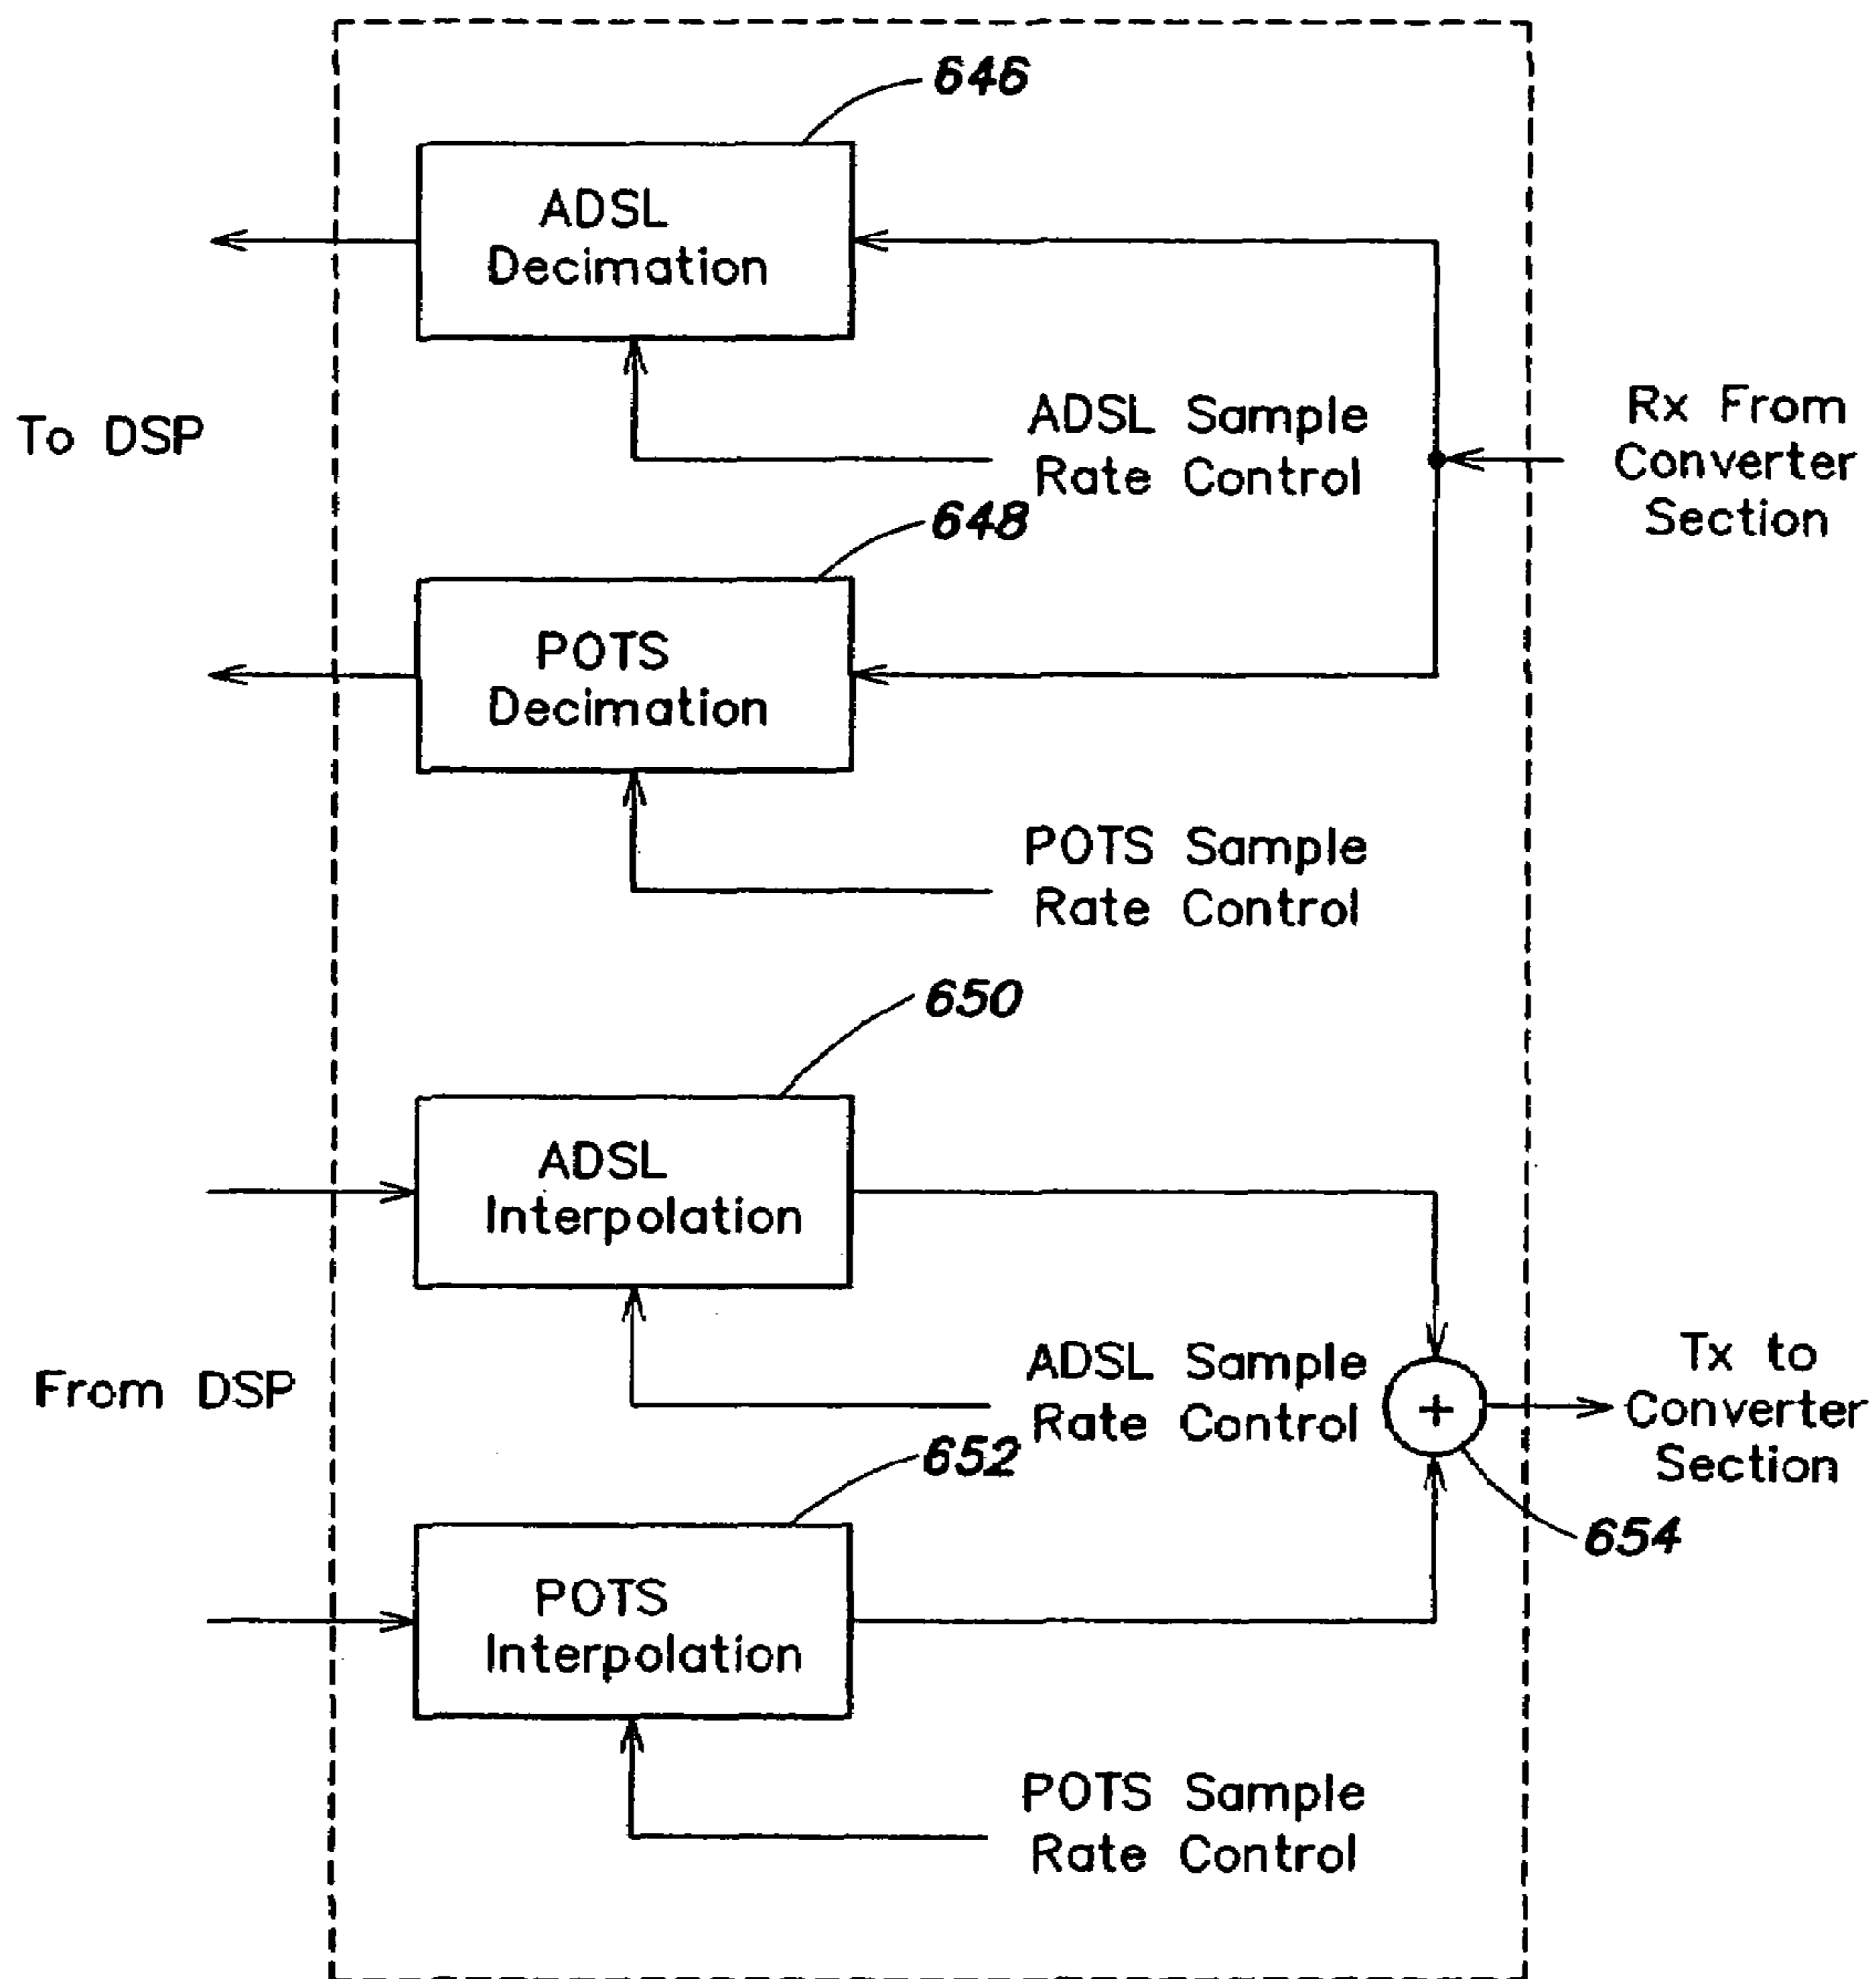 646
ADSL
Decimation
To DSP
ADSL Sample
Rate Control
Rx From
Converter
Section
648
POTS
Decimation
POTS Sample
Rate Control
650
ADSL
Interpolation
From DSP
ADSL Sample
Rate Control
+
Tx to
Converter
Section
652
654
POTS
Interpolation
POTS Sample
Rate Control